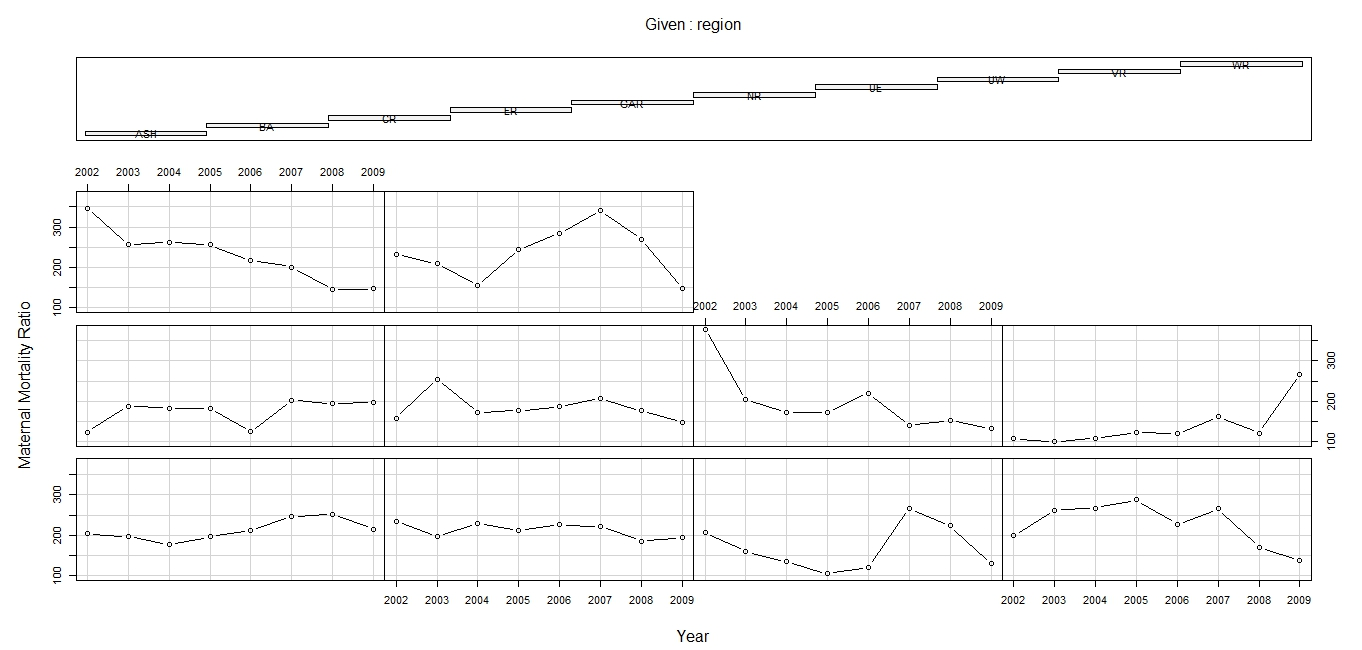 Given : region
WR
VR
UW
UE
NR
GAR
ER
CR
BA
ASH
2002 2003 2004 2005 2006 2007 2008 2009
300
200
100
2002 2003 2004 2005 2006 2007 2008 2009
Maternal Mortality Ratio
300
200
100
300
200
100
2002 2003 2004 2005 2006 2007 2008 2009 2002 2003 2004 2005 2006 2007 2008 2009
Year